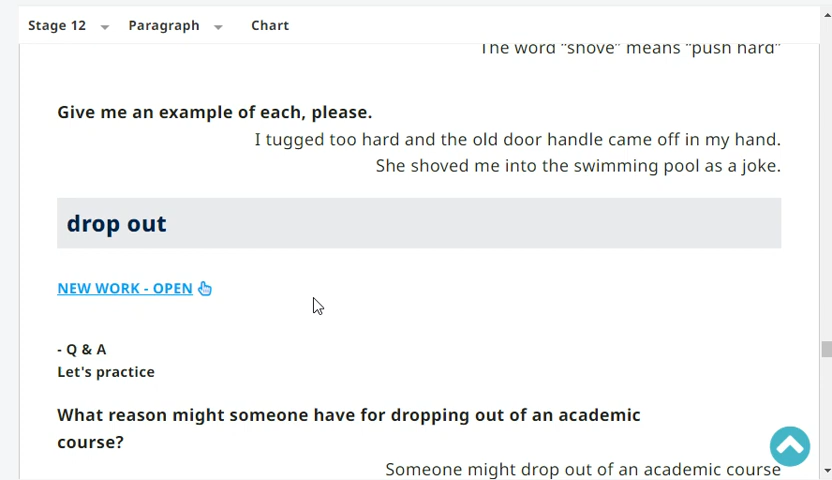 Stage 12 Paragraph Chart
The word "shove" means "push hard"
Give me an example of each, please.
I tugged too hard and the old door handle came off in my hand.
She shoved me into the swimming pool as a joke.
drop out
NEW WORK - OPEN
- Q & A
Let's practice
What reason might someone have for dropping out of an academic
course?
Someone might drop out of an academic course